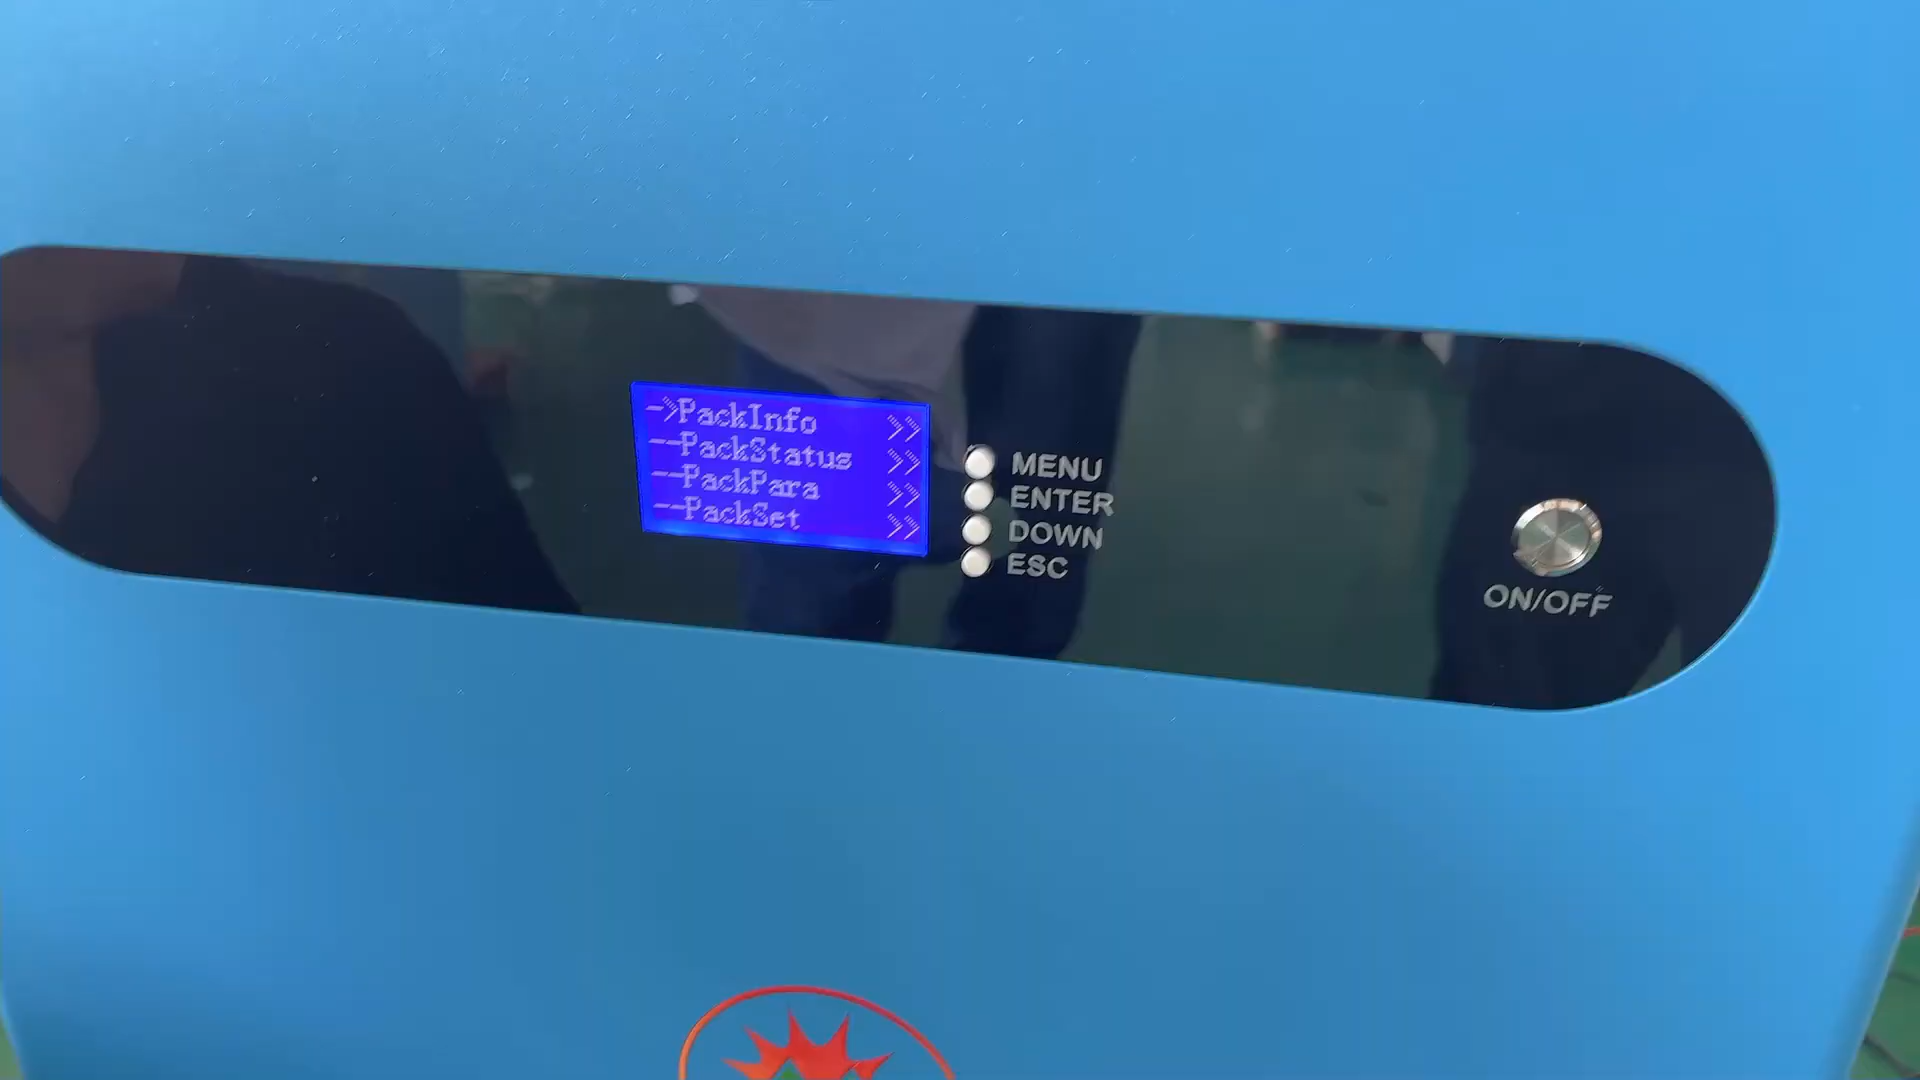 ->PackInfo >>
--PackStatus >>
--PackPara >>
--PackSet >>
MENU
ENTER
DOWN
ESC
ON/OFF